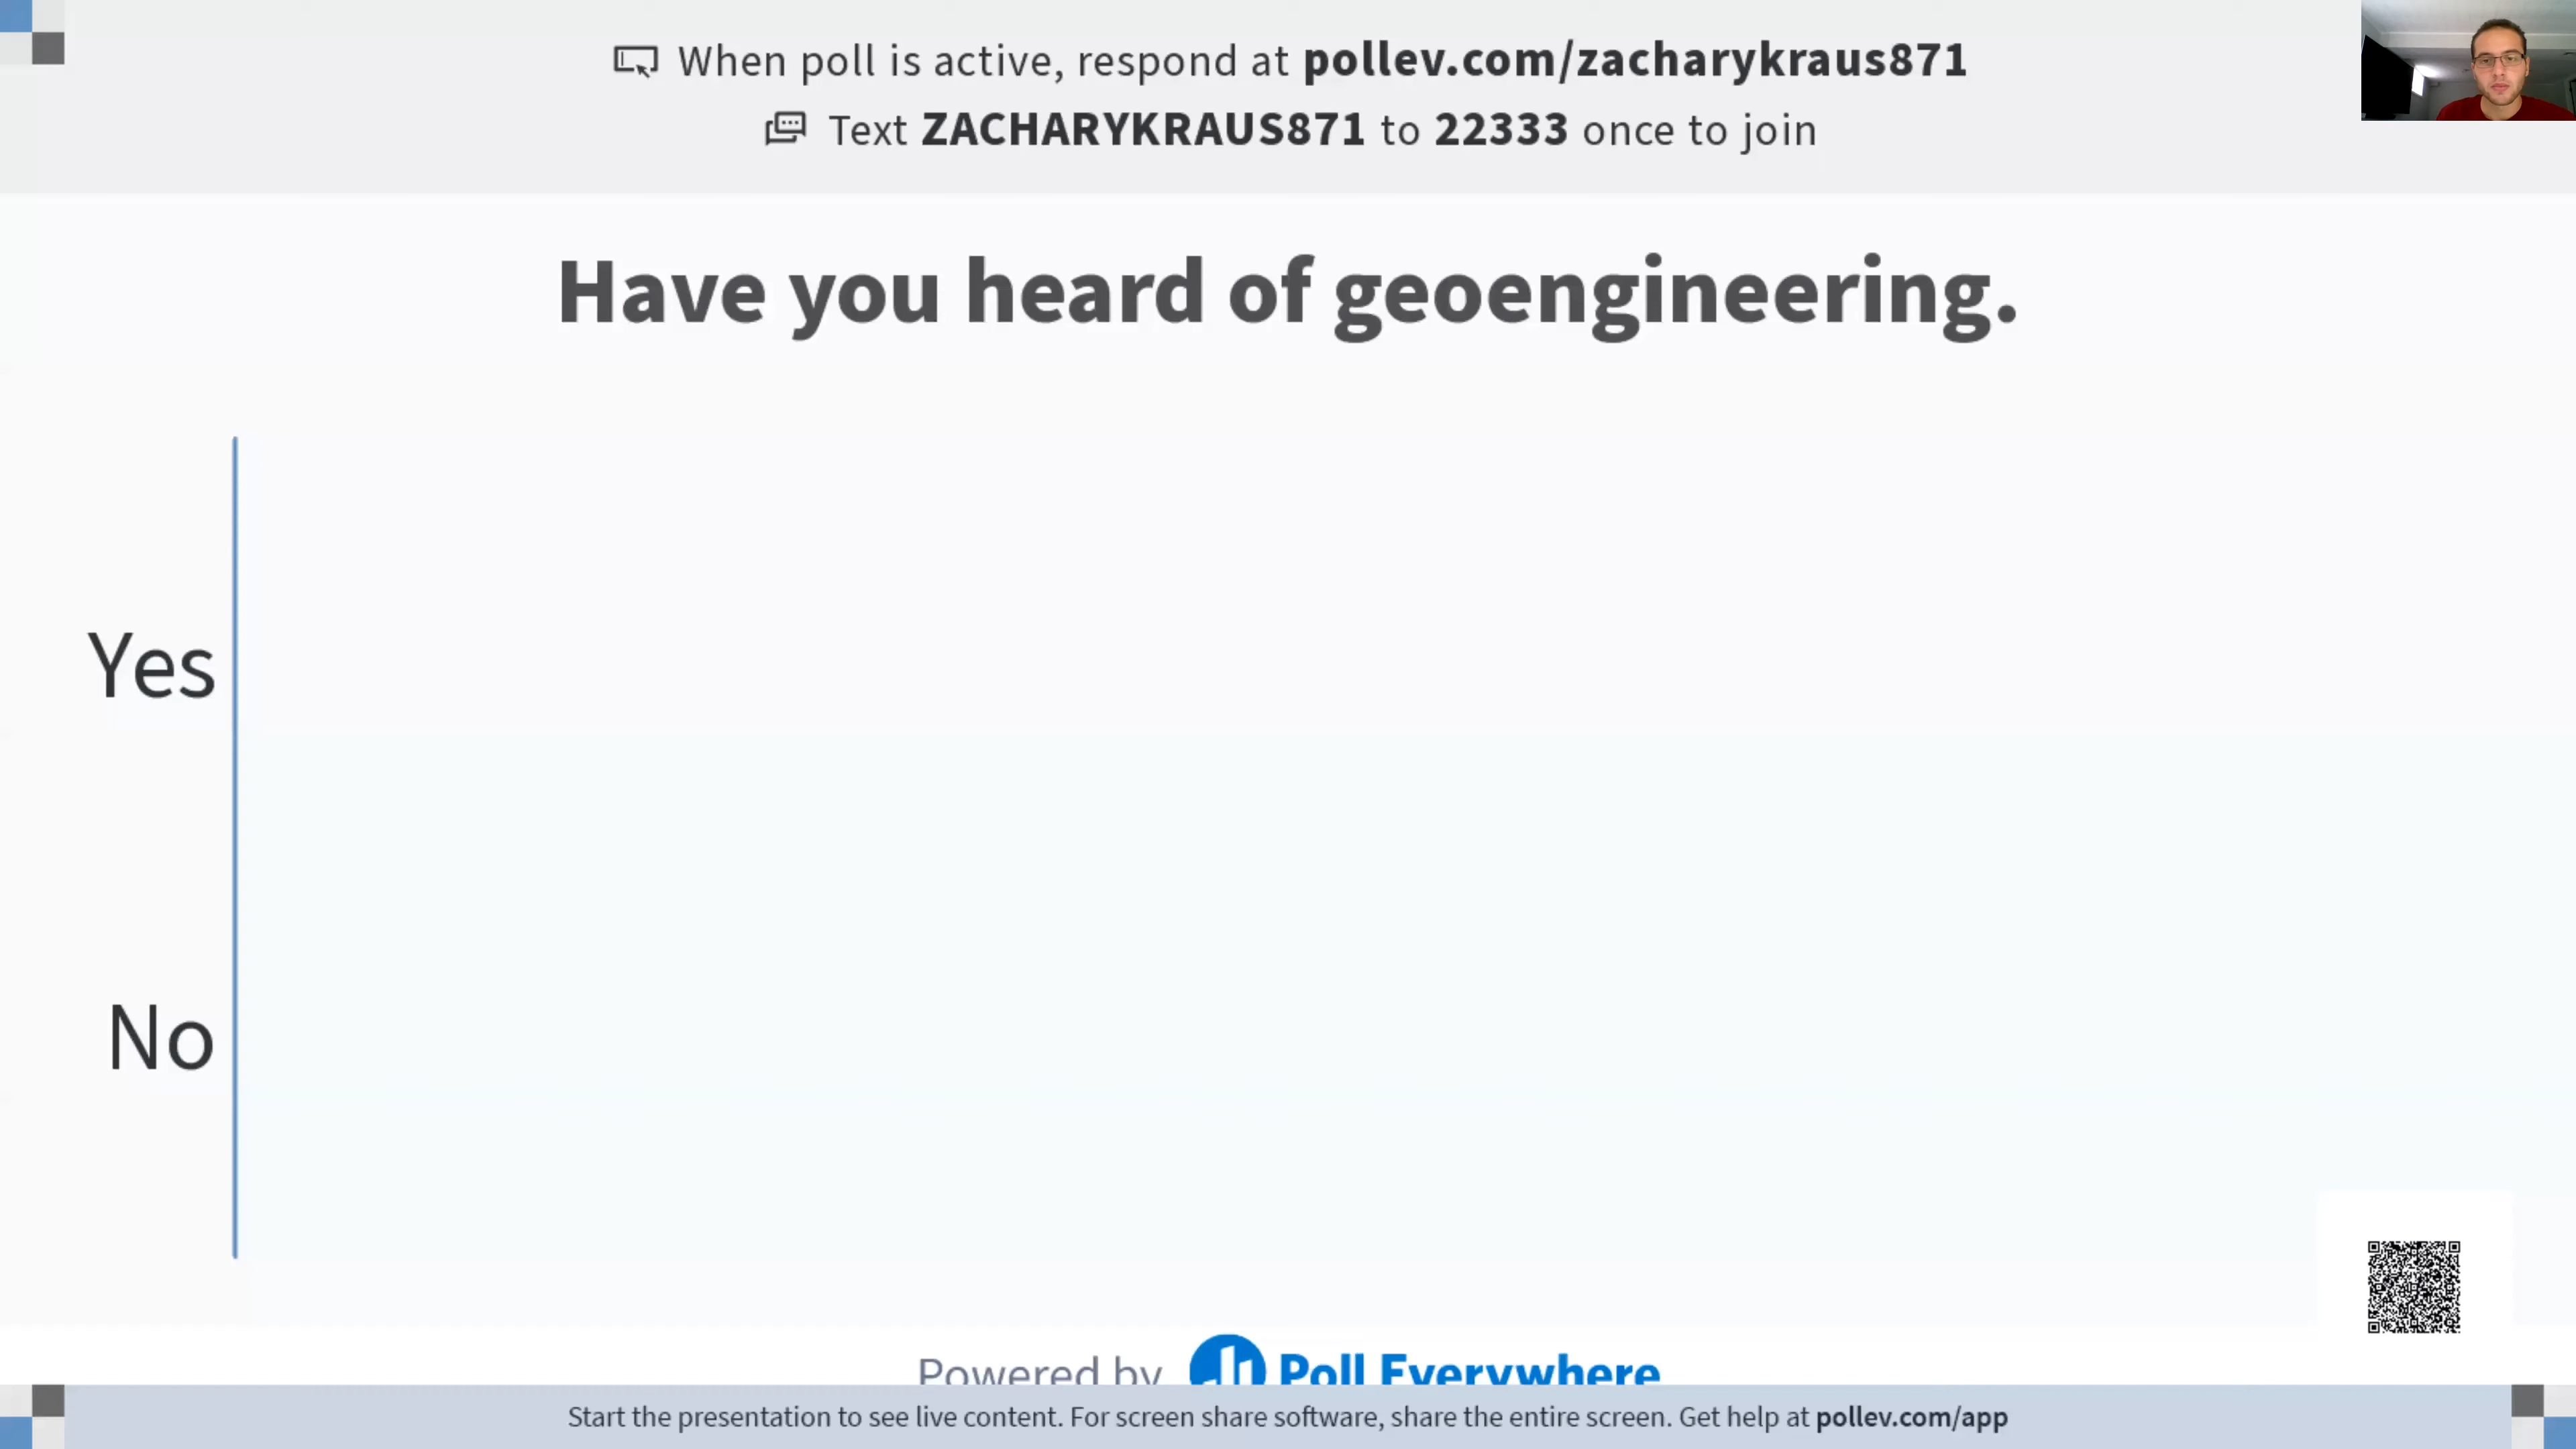 When poll is active, respond at pollev.com/zacharykraus871
Text ZACHARYKRAUS871 to 22333 once to join
Have you heard of geoengineering.
Yes
No
Powered by Poll Everywhere
Start the presentation to see live content. For screen share software, share the entire screen. Get help at pollev.com/app